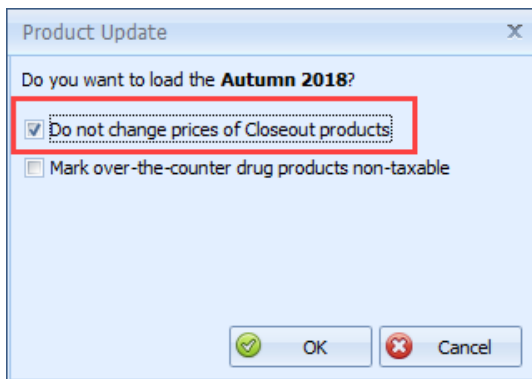 Product Update
Do you want to load the Autumn 2018?
Do not change prices of Closeout products
Mark over-the-counter drug products non-taxable
OK
Cancel